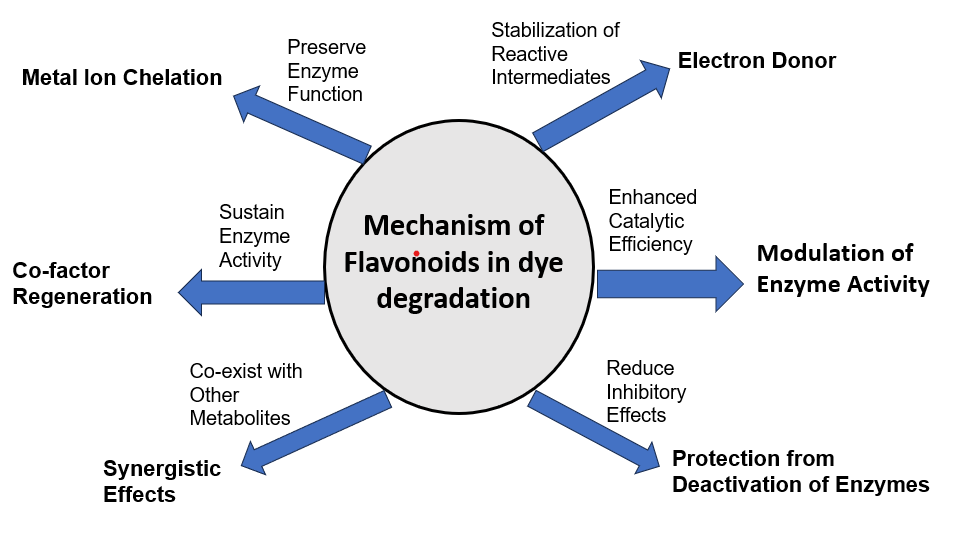 Metal Ion Chelation
Preserve
Enzyme
Function
Stabilization of
Reactive
Intermediates
Electron Donor
Sustain
Enzyme
Activity
Co-factor
Regeneration
Mechanism of
Flavonoids in dye
degradation
Enhanced
Catalytic
Efficiency
Modulation of
Enzyme Activity
Co-exist with
Other
Metabolites
Synergistic
Effects
Reduce
Inhibitory
Effects
Protection from
Deactivation of Enzymes